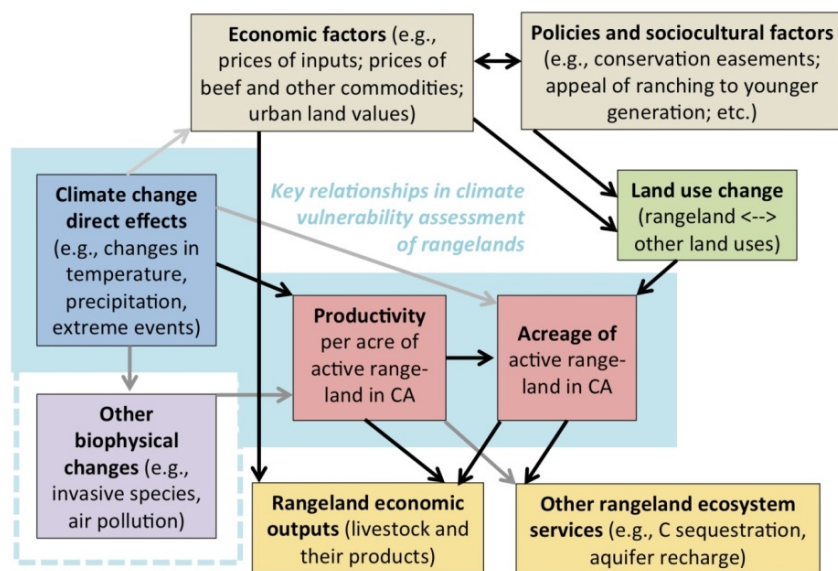 Economic factors (e.g.,
prices of inputs; prices
of beef and other commodities;
urban land values)
Policies and sociocultural factors
(e.g., conservation easements;
appeal of ranching to younger
generation; etc.)
Climate change
direct effects
(e.g., changes in
temperature,
precipitation,
extreme events)
Key relationships in climate
vulnerability assessment
of rangelands
Land use change
(rangeland <-->
other land uses)
Productivity
per acre of
active range-
land in CA
Acreage of
active range-
land in CA
Other
biophysical
changes (e.g.,
invasive species,
air pollution)
Rangeland economic
outputs (livestock and
their products)
Other rangeland ecosystem
services (e.g., C sequestration,
aquifer recharge)